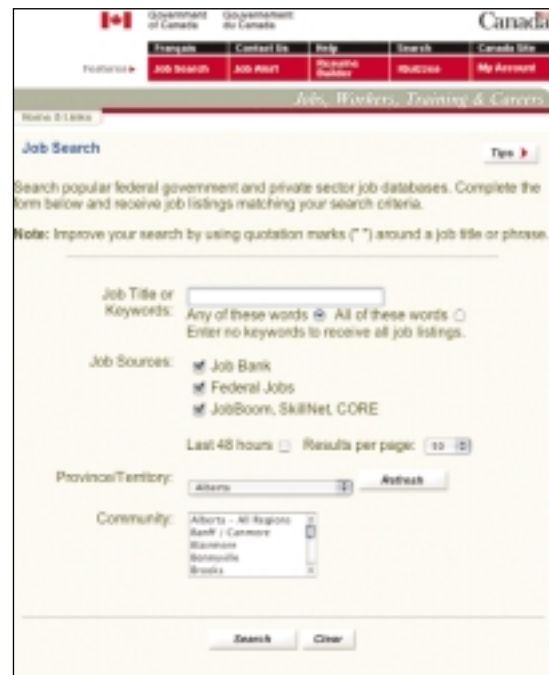 Government of Canada
Gouvernement du Canada
Canada
Français Contact Us Help Search Canada Site
Features Job Search Job Alert Resume Builder Quizzes My Account
Jobs, Workers, Training & Careers
Home & Links
Job Search
Tips
Search popular federal government and private sector job databases. Complete the
form below and receive job listings matching your search criteria.
Note: Improve your search by using quotation marks (" ") around a job title or phrase.
Job Title or
Keywords:
Any of these words All of these words
Enter no keywords to receive all job listings.
Job Sources:
Job Bank
Federal Jobs
JobBoom, SkillNet, CORE
Last 48 hours Results per page:
Province/Territory: Alberta Refresh
Community:
Alberta - All Regions
Banff / Canmore
Blairmore
Bonnyville
Brooks
Search Clear